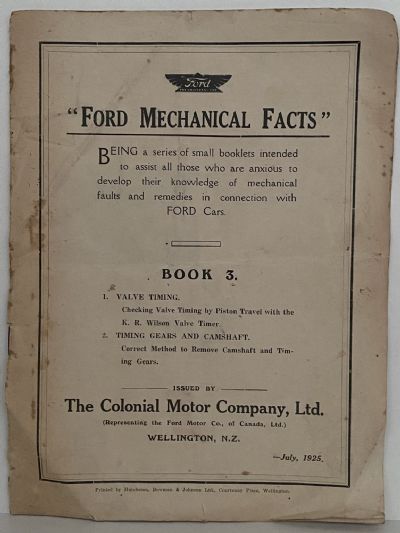 Ford
"FORD MECHANICAL FACTS"
BEING a series of small booklets intended
to assist all those who are anxious to
develop their knowledge of mechanical
faults and remedies in connection with
FORD Cars.
BOOK 3.
1. VALVE TIMING.
Checking Valve Timing by Piston Travel with the
K. R. Wilson Valve Timer.
2. TIMING GEARS AND CAMSHAFT.
Correct Method to Remove Camshaft and Tim-
ing Gears.
ISSUED BY
The Colonial Motor Company, Ltd.
(Representing the Ford Motor Co., of Canada, Ltd.)
WELLINGTON, N.Z.
—July, 1925.
Printed by Hutcheson, Bowman & Johnson Ltd., Courtenay Place, Wellington.